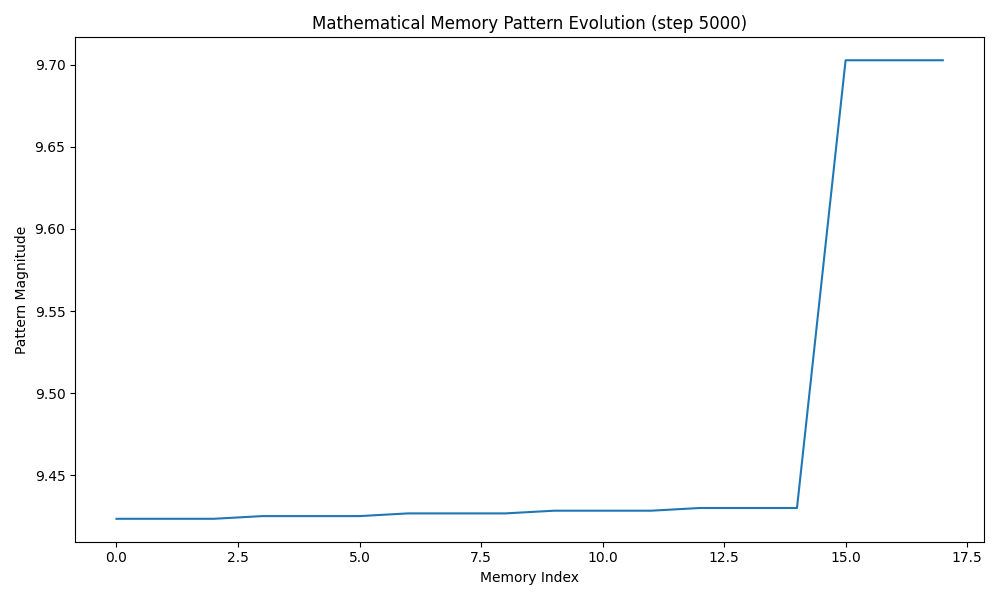 Mathematical Memory Pattern Evolution (step 5000)
9.70
9.65
9.60
9.55
9.50
9.45
Pattern Magnitude
0.0 2.5 5.0 7.5 10.0 12.5 15.0 17.5
Memory Index